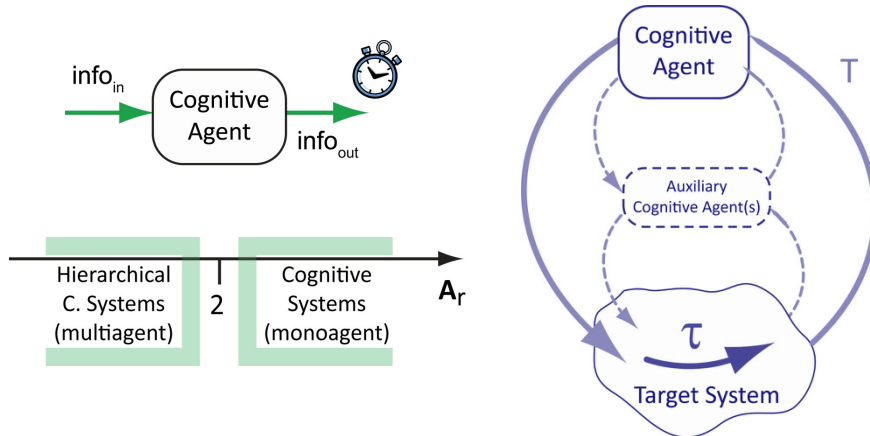 info_in
Cognitive
Agent
info_out
Hierarchical
C. Systems
(multiagent)
2
Cognitive
Systems
(monoagent)
A_r
Cognitive
Agent
T
Auxiliary
Cognitive Agent(s)
τ
Target System